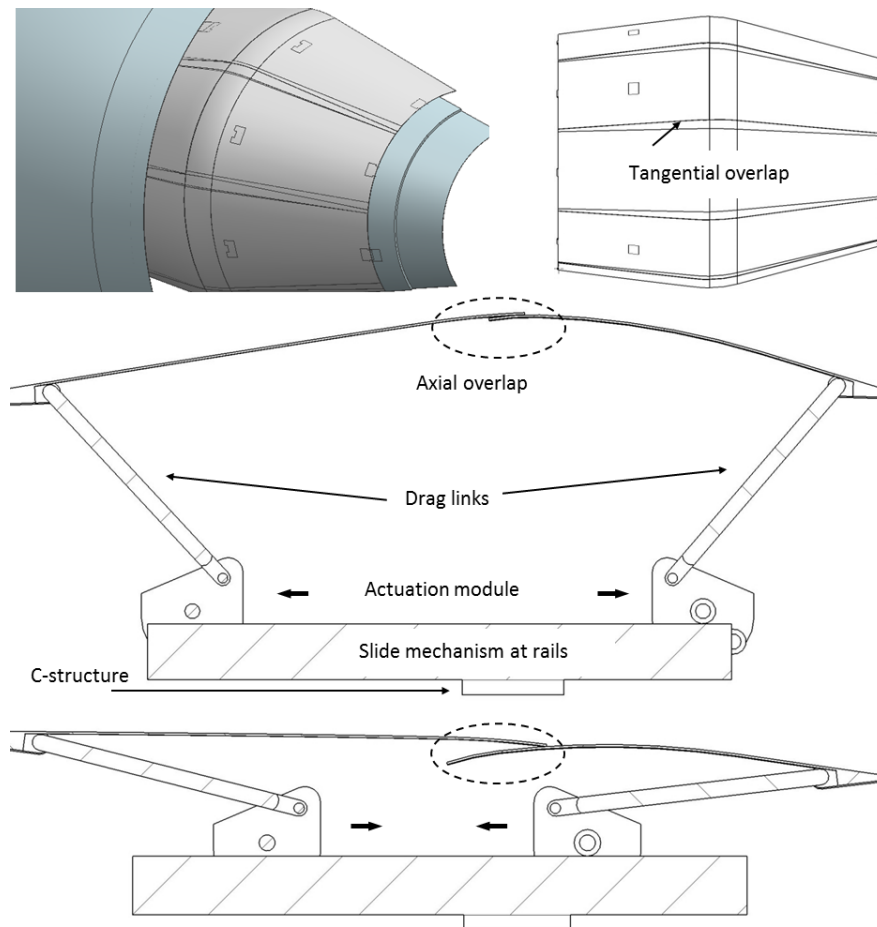 Tangential overlap
Axial overlap
Drag links
Actuation module
Slide mechanism at rails
C-structure